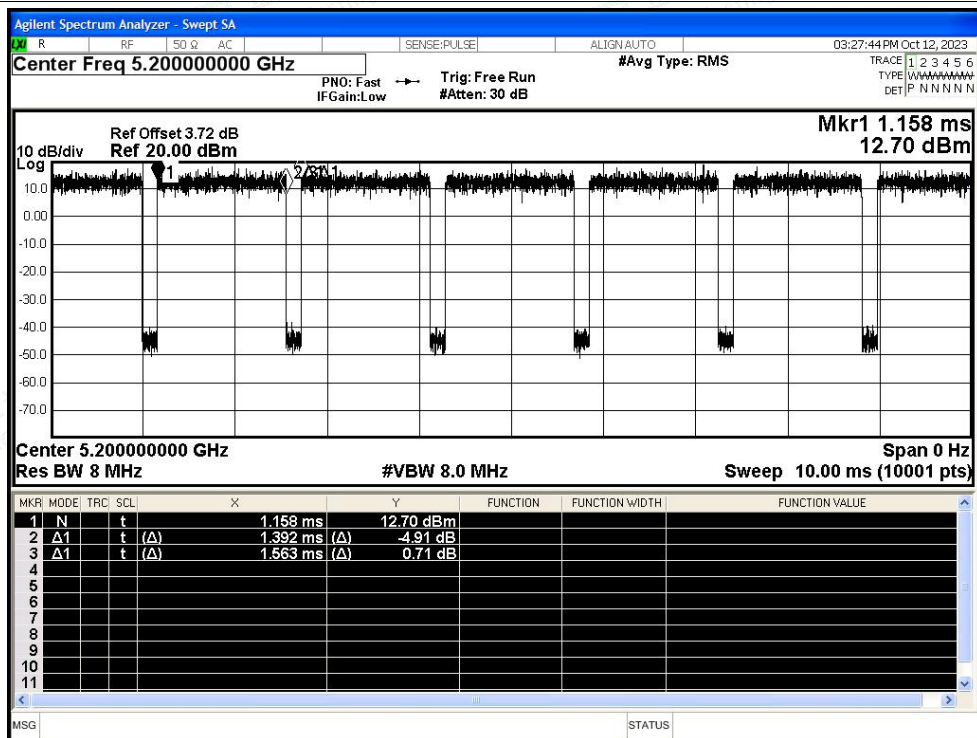 Agilent Spectrum Analyzer - Swept SA
LXI R RF 50 Ω AC SENSE:PULSE ALIGN AUTO 03:27:44 PM Oct 12, 2023
Center Freq 5.200000000 GHz #Avg Type: RMS TRACE 1 2 3 4 5 6
PNO: Fast Trig: Free Run TYPE W
IFGain:Low #Atten: 30 dB DET P N N N N N
Mkr1 1.158 ms
Ref Offset 3.72 dB
10 dB/div Ref 20.00 dBm 12.70 dBm
Log
1
10.0
0.00
-10.0
-20.0
-30.0
-40.0
-50.0
-60.0
-70.0
Center 5.200000000 GHz Span 0 Hz
Res BW 8 MHz #VBW 8.0 MHz Sweep 10.00 ms (10001 pts)
MKR MODE TRC SCL X Y FUNCTION FUNCTION WIDTH FUNCTION VALUE
1 N t 1.158 ms 12.70 dBm
2 Δ1 t (Δ) 1.392 ms (Δ) -4.91 dB
3 Δ1 t (Δ) 1.563 ms (Δ) 0.71 dB
4
5
6
7
8
9
10
11
MSG STATUS